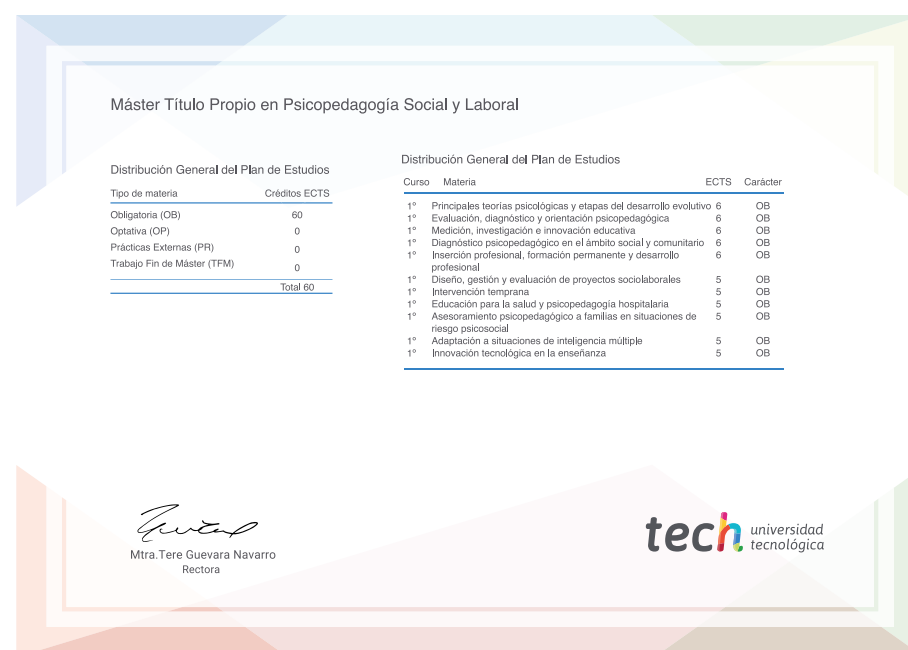 Máster Título Propio en Psicopedagogía Social y Laboral
Distribución General del Plan de Estudios
Tipo de materia Créditos ECTS
Obligatoria (OB) 60
Optativa (OP) 0
Prácticas Externas (PR) 0
Trabajo Fin de Máster (TFM) 0
Total 60
Distribución General del Plan de Estudios
Curso Materia ECTS Carácter
1º Principales teorías psicológicas y etapas del desarrollo evolutivo 6 OB
1º Evaluación, diagnóstico y orientación psicopedagógica 6 OB
1º Medición, investigación e innovación educativa 6 OB
1º Diagnóstico psicopedagógico en el ámbito social y comunitario 6 OB
1º Inserción profesional, formación permanente y desarrollo 6 OB
profesional
1º Diseño, gestión y evaluación de proyectos sociolaborales 5 OB
1º Intervención temprana 5 OB
1º Educación para la salud y psicopedagogía hospitalaria 5 OB
1º Asesoramiento psicopedagógico a familias en situaciones de 5 OB
riesgo psicosocial
1º Adaptación a situaciones de inteligencia múltiple 5 OB
1º Innovación tecnológica en la enseñanza 5 OB
Mtra.Tere Guevara Navarro
Rectora
tech universidad
tecnológica